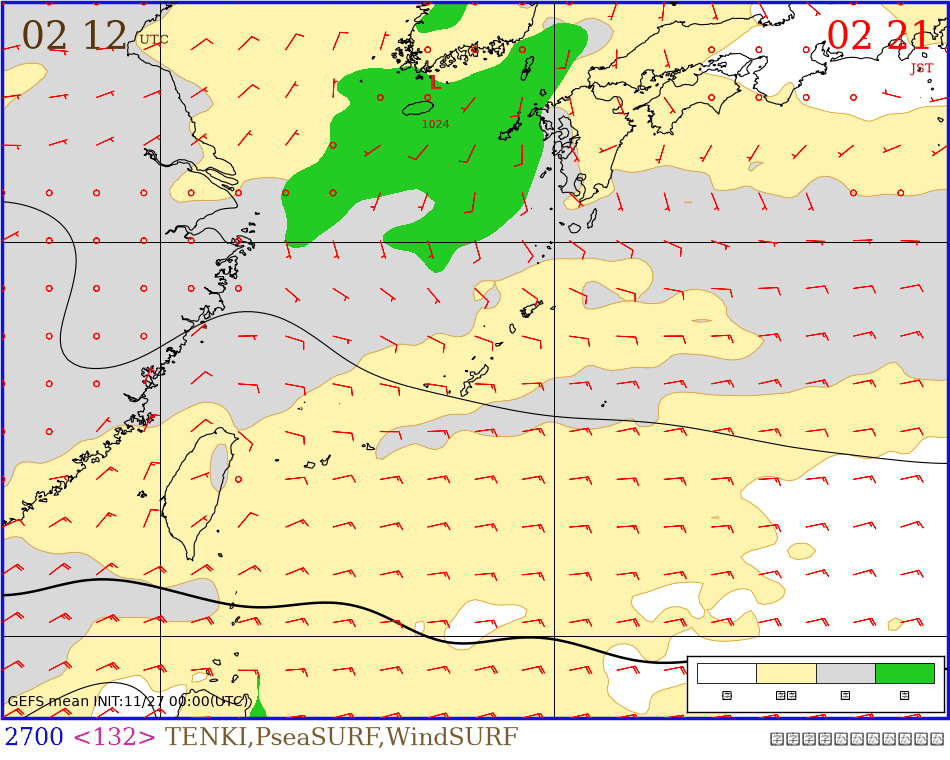 02 12 UTC
02 21
JST
L
1024
GEFS mean INIT:11/27 00:00(UTC)
2700 <132> TENKI,PseaSURF,WindSURF